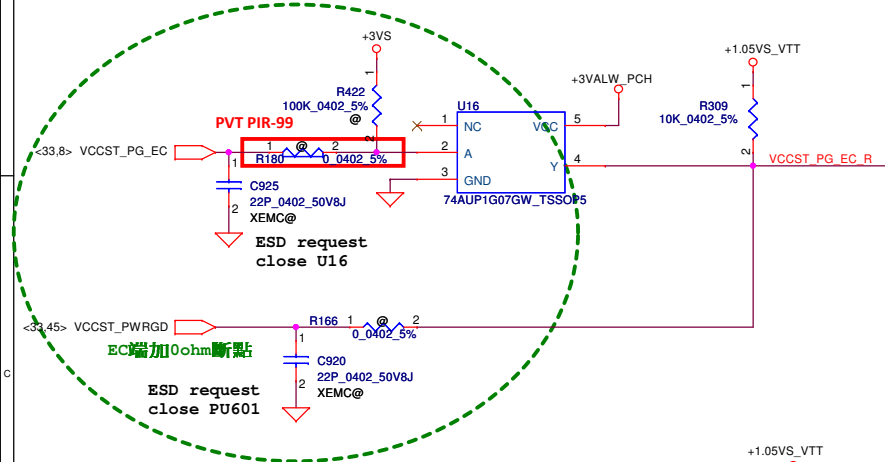 +3VS
+1.05VS_VTT
+3VALW_PCH
1
R422
100K_0402_5%
@
2
U16
1
R309
10K_0402_5%
2
PVT PIR-99
1 NC
VCC 5
<33,8> VCCST_PG_EC
1 @ 2
R180 0_0402_5%
2 A
Y 4
VCCST_PG_EC_R
3 GND
74AUP1G07GW_TSSOP5
1
C925
22P_0402_50V8J
XEMC@
2
ESD request
close U16
<33,45> VCCST_PWRGD
R166 1 @ 2
0_0402_5%
EC端加0ohm斷點
1
C920
22P_0402_50V8J
XEMC@
2
ESD request
close PU601
C
+1.05VS_VTT